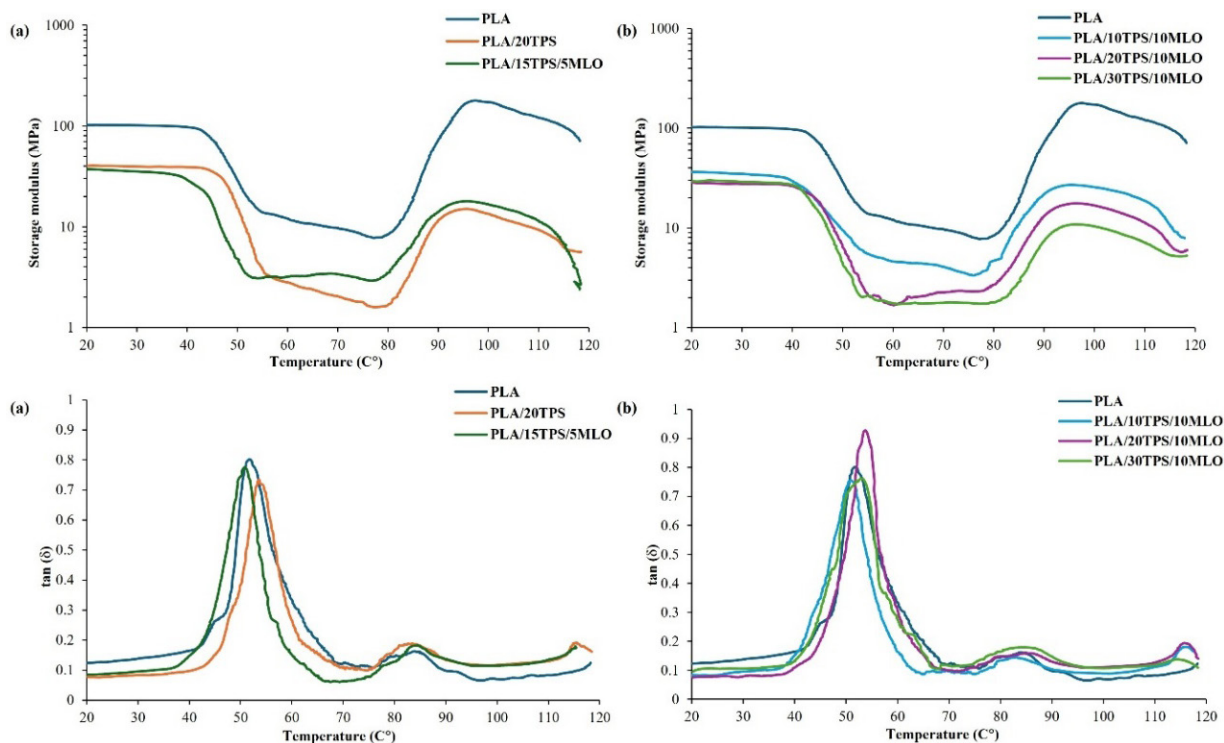 (a)
PLA
PLA/20TPS
PLA/15TPS/5MLO
Storage modulus (MPa)
1000
100
10
1
20 30 40 50 60 70 80 90 100 110 120
Temperature (C°)
(b)
PLA
PLA/10TPS/10MLO
PLA/20TPS/10MLO
PLA/30TPS/10MLO
Storage modulus (MPa)
1000
100
10
1
20 30 40 50 60 70 80 90 100 110 120
Temperature (C°)
(a)
PLA
PLA/20TPS
PLA/15TPS/5MLO
tan (δ)
1
0.9
0.8
0.7
0.6
0.5
0.4
0.3
0.2
0.1
0
20 30 40 50 60 70 80 90 100 110 120
Temperature (C°)
(b)
PLA
PLA/10TPS/10MLO
PLA/20TPS/10MLO
PLA/30TPS/10MLO
tan (δ)
1
0.9
0.8
0.7
0.6
0.5
0.4
0.3
0.2
0.1
0
20 30 40 50 60 70 80 90 100 110 120
Temperature (C°)